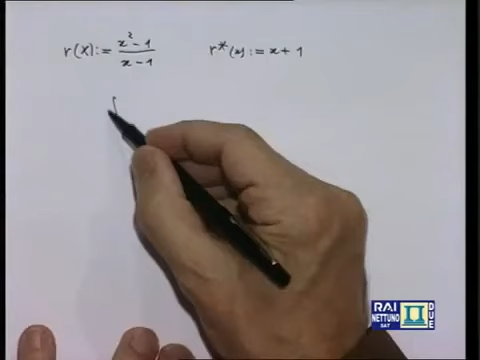 r(x) := x² - 1 / x - 1    r*(x) := x + 1
RAI
NETTUNO
SAT
DUE